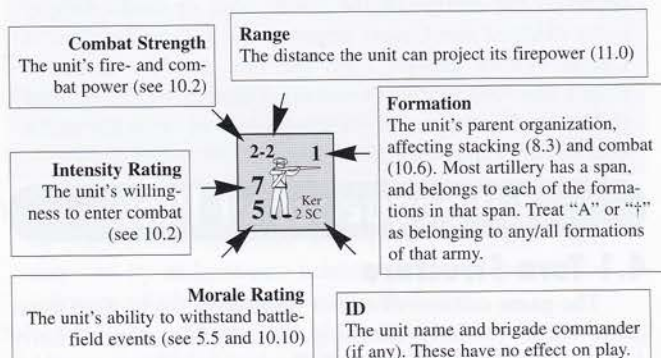 Combat Strength
The unit's fire- and com-
bat power (see 10.2)
Range
The distance the unit can project its firepower (11.0)
Formation
The unit's parent organization,
affecting stacking (8.3) and combat
(10.6). Most artillery has a span,
and belongs to each of the forma-
tions in that span. Treat “A” or “†”
as belonging to any/all formations
of that army.
Intensity Rating
The unit's willing-
ness to enter combat
(see 10.2)
2-2 1
7
5 Ker
2 SC
Morale Rating
The unit's ability to withstand battle-
field events (see 5.5 and 10.10)
ID
The unit name and brigade commander
(if any). These have no effect on play.